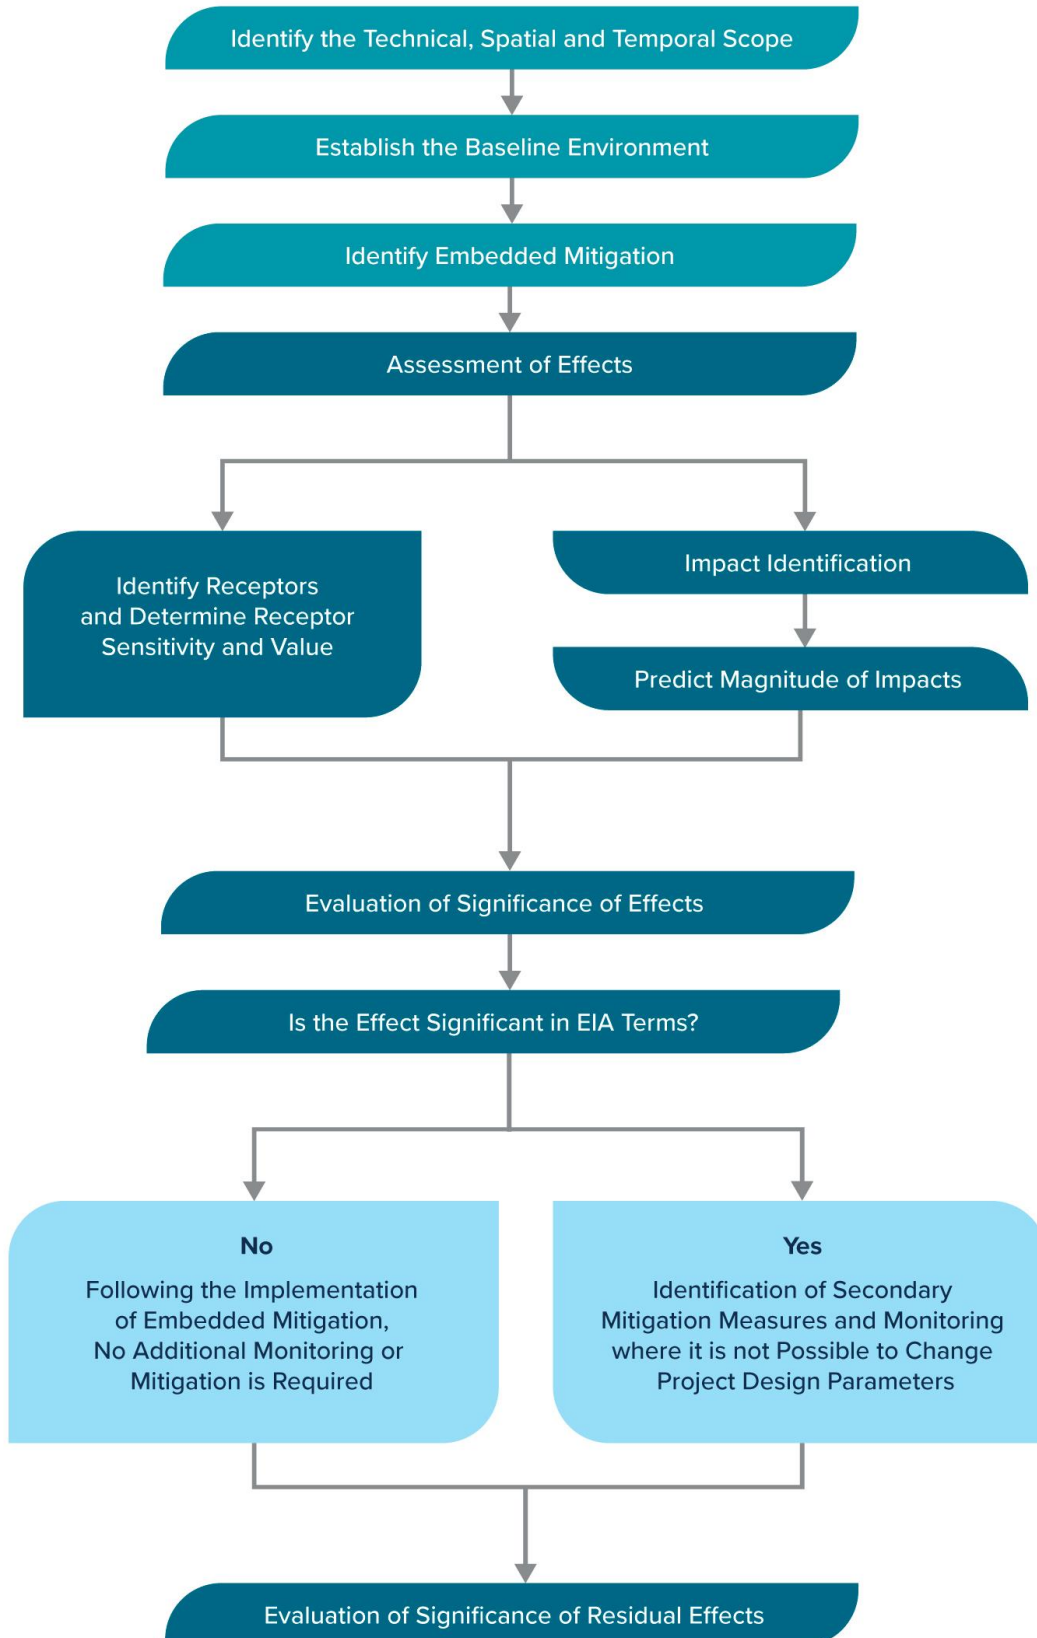 Identify the Technical, Spatial and Temporal Scope
Establish the Baseline Environment
Identify Embedded Mitigation
Assessment of Effects
Identify Receptors
and Determine Receptor
Sensitivity and Value
Impact Identification
Predict Magnitude of Impacts
Evaluation of Significance of Effects
Is the Effect Significant in EIA Terms?
No
Following the Implementation
of Embedded Mitigation,
No Additional Monitoring or
Mitigation is Required
Yes
Identification of Secondary
Mitigation Measures and Monitoring
where it is not Possible to Change
Project Design Parameters
Evaluation of Significance of Residual Effects